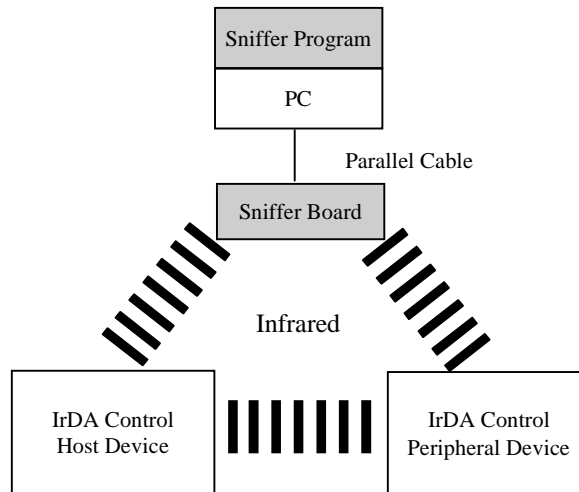 Sniffer Program
PC
Parallel Cable
Sniffer Board
Infrared
IrDA Control
Host Device
IrDA Control
Peripheral Device